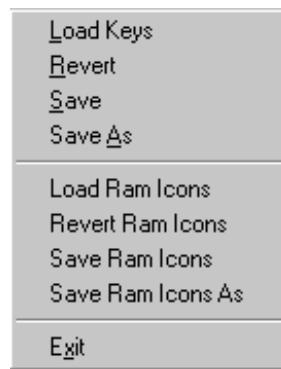 Load Keys
Revert
Save
Save As
Load Ram Icons
Revert Ram Icons
Save Ram Icons
Save Ram Icons As
Exit